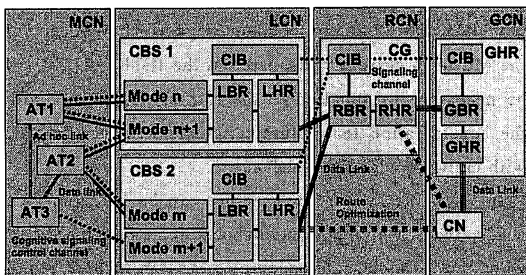 MCN
LCN
RCN
GCN
CBS 1
CIB
Mode n
LBR
LHR
Mode n+1
AT1
Ad hoc link
AT2
Data link
AT3
Cognitive signaling
control channel
CBS 2
CIB
Mode m
LBR
LHR
Mode m+1
CIB
CG
Signaling
channel
RBR
RHR
Data Link
Route
Optimization
CIB
GHR
GBR
GHR
Data Link
CN